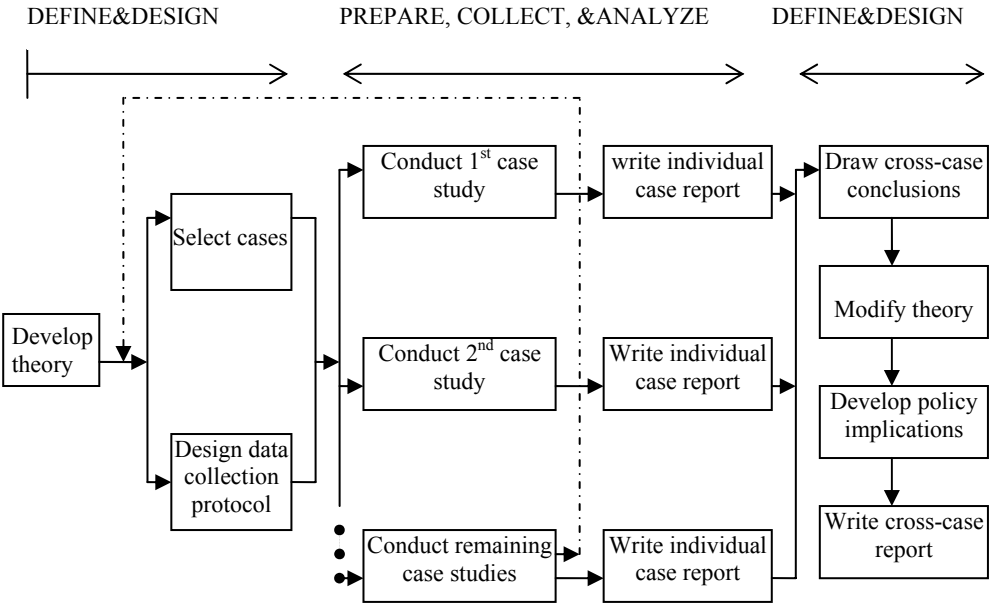 DEFINE&DESIGN
PREPARE, COLLECT, &ANALYZE
DEFINE&DESIGN
Develop
theory
Select cases
Design data
collection
protocol
Conduct 1st case
study
write individual
case report
Conduct 2nd case
study
Write individual
case report
Conduct remaining
case studies
Write individual
case report
Draw cross-case
conclusions
Modify theory
Develop policy
implications
Write cross-case
report